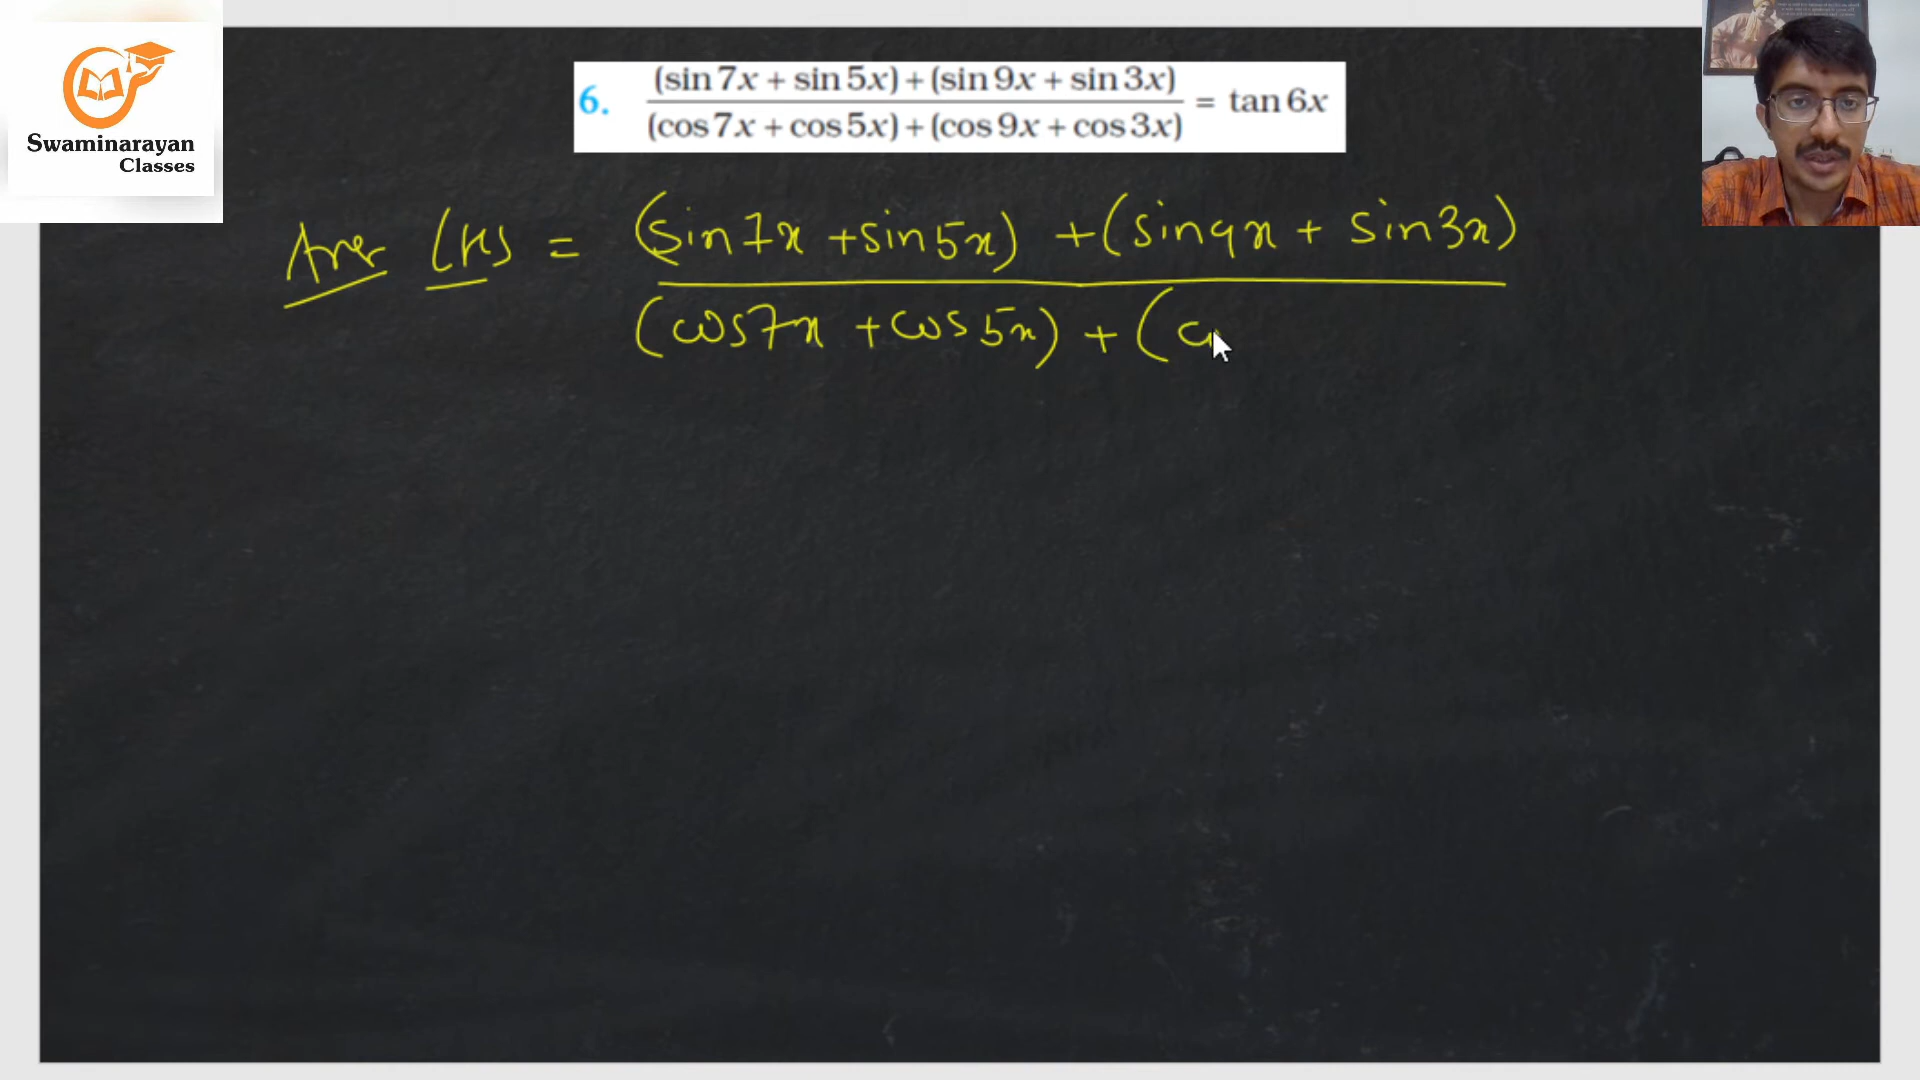 Swaminarayan
Classes
6. (sin 7x + sin 5x) + (sin 9x + sin 3x)
(cos 7x + cos 5x) + (cos 9x + cos 3x)
= tan 6x
LHS = (sin7x + sin5x) + (sin9x + sin3x)
(cos7x + cos5x) + (c